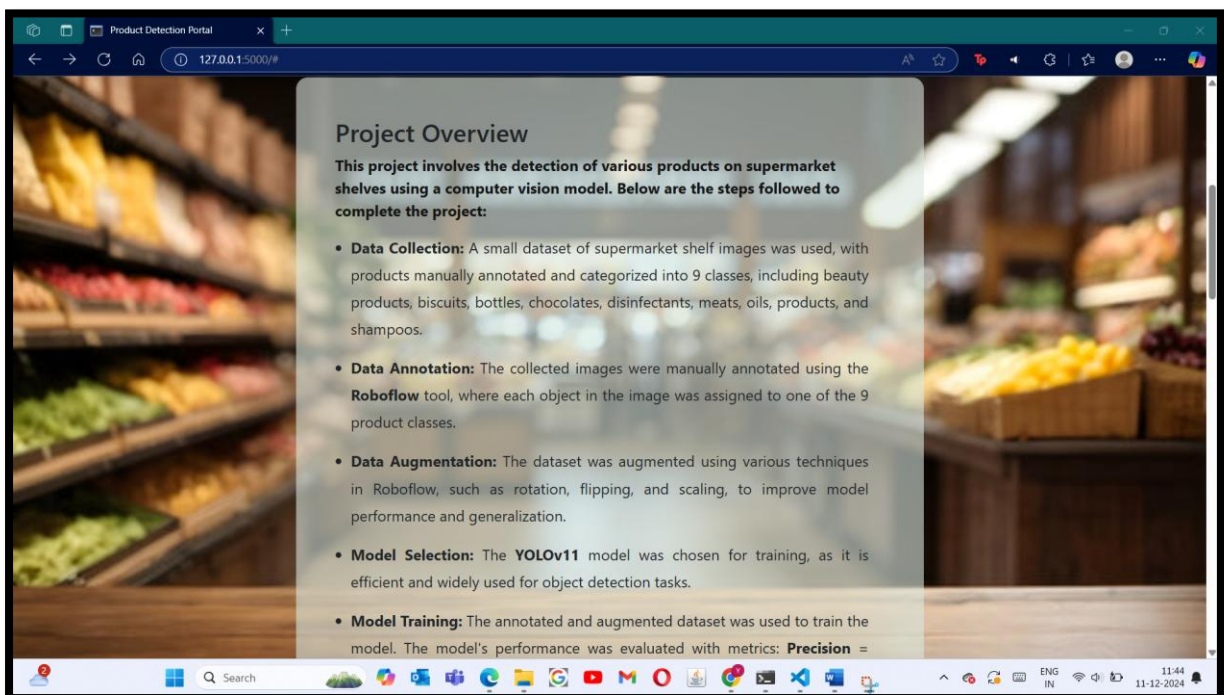 Product Detection Portal
127.0.0.1:5000/#
Project Overview
This project involves the detection of various products on supermarket
shelves using a computer vision model. Below are the steps followed to
complete the project:
• Data Collection: A small dataset of supermarket shelf images was used, with
products manually annotated and categorized into 9 classes, including beauty
products, biscuits, bottles, chocolates, disinfectants, meats, oils, products, and
shampoos.
• Data Annotation: The collected images were manually annotated using the
Roboflow tool, where each object in the image was assigned to one of the 9
product classes.
• Data Augmentation: The dataset was augmented using various techniques
in Roboflow, such as rotation, flipping, and scaling, to improve model
performance and generalization.
• Model Selection: The YOLOv11 model was chosen for training, as it is
efficient and widely used for object detection tasks.
• Model Training: The annotated and augmented dataset was used to train the
model. The model's performance was evaluated with metrics: Precision =
2
Search
ENG
IN
11:44
11-12-2024